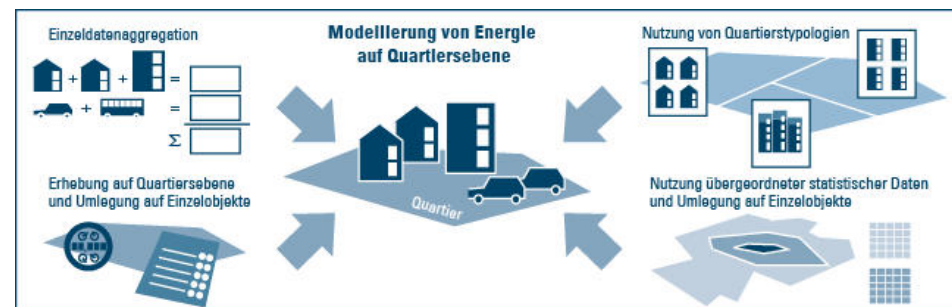 Einzeldatenaggregation
+ + =
+ =
Σ
Modellierung von Energie
auf Quartiersebene
Quartier
Nutzung von Quartierstypologien
Erhebung auf Quartiersebene
und Umlegung auf Einzelobjekte
Nutzung übergeordneter statistischer Daten
und Umlegung auf Einzelobjekte